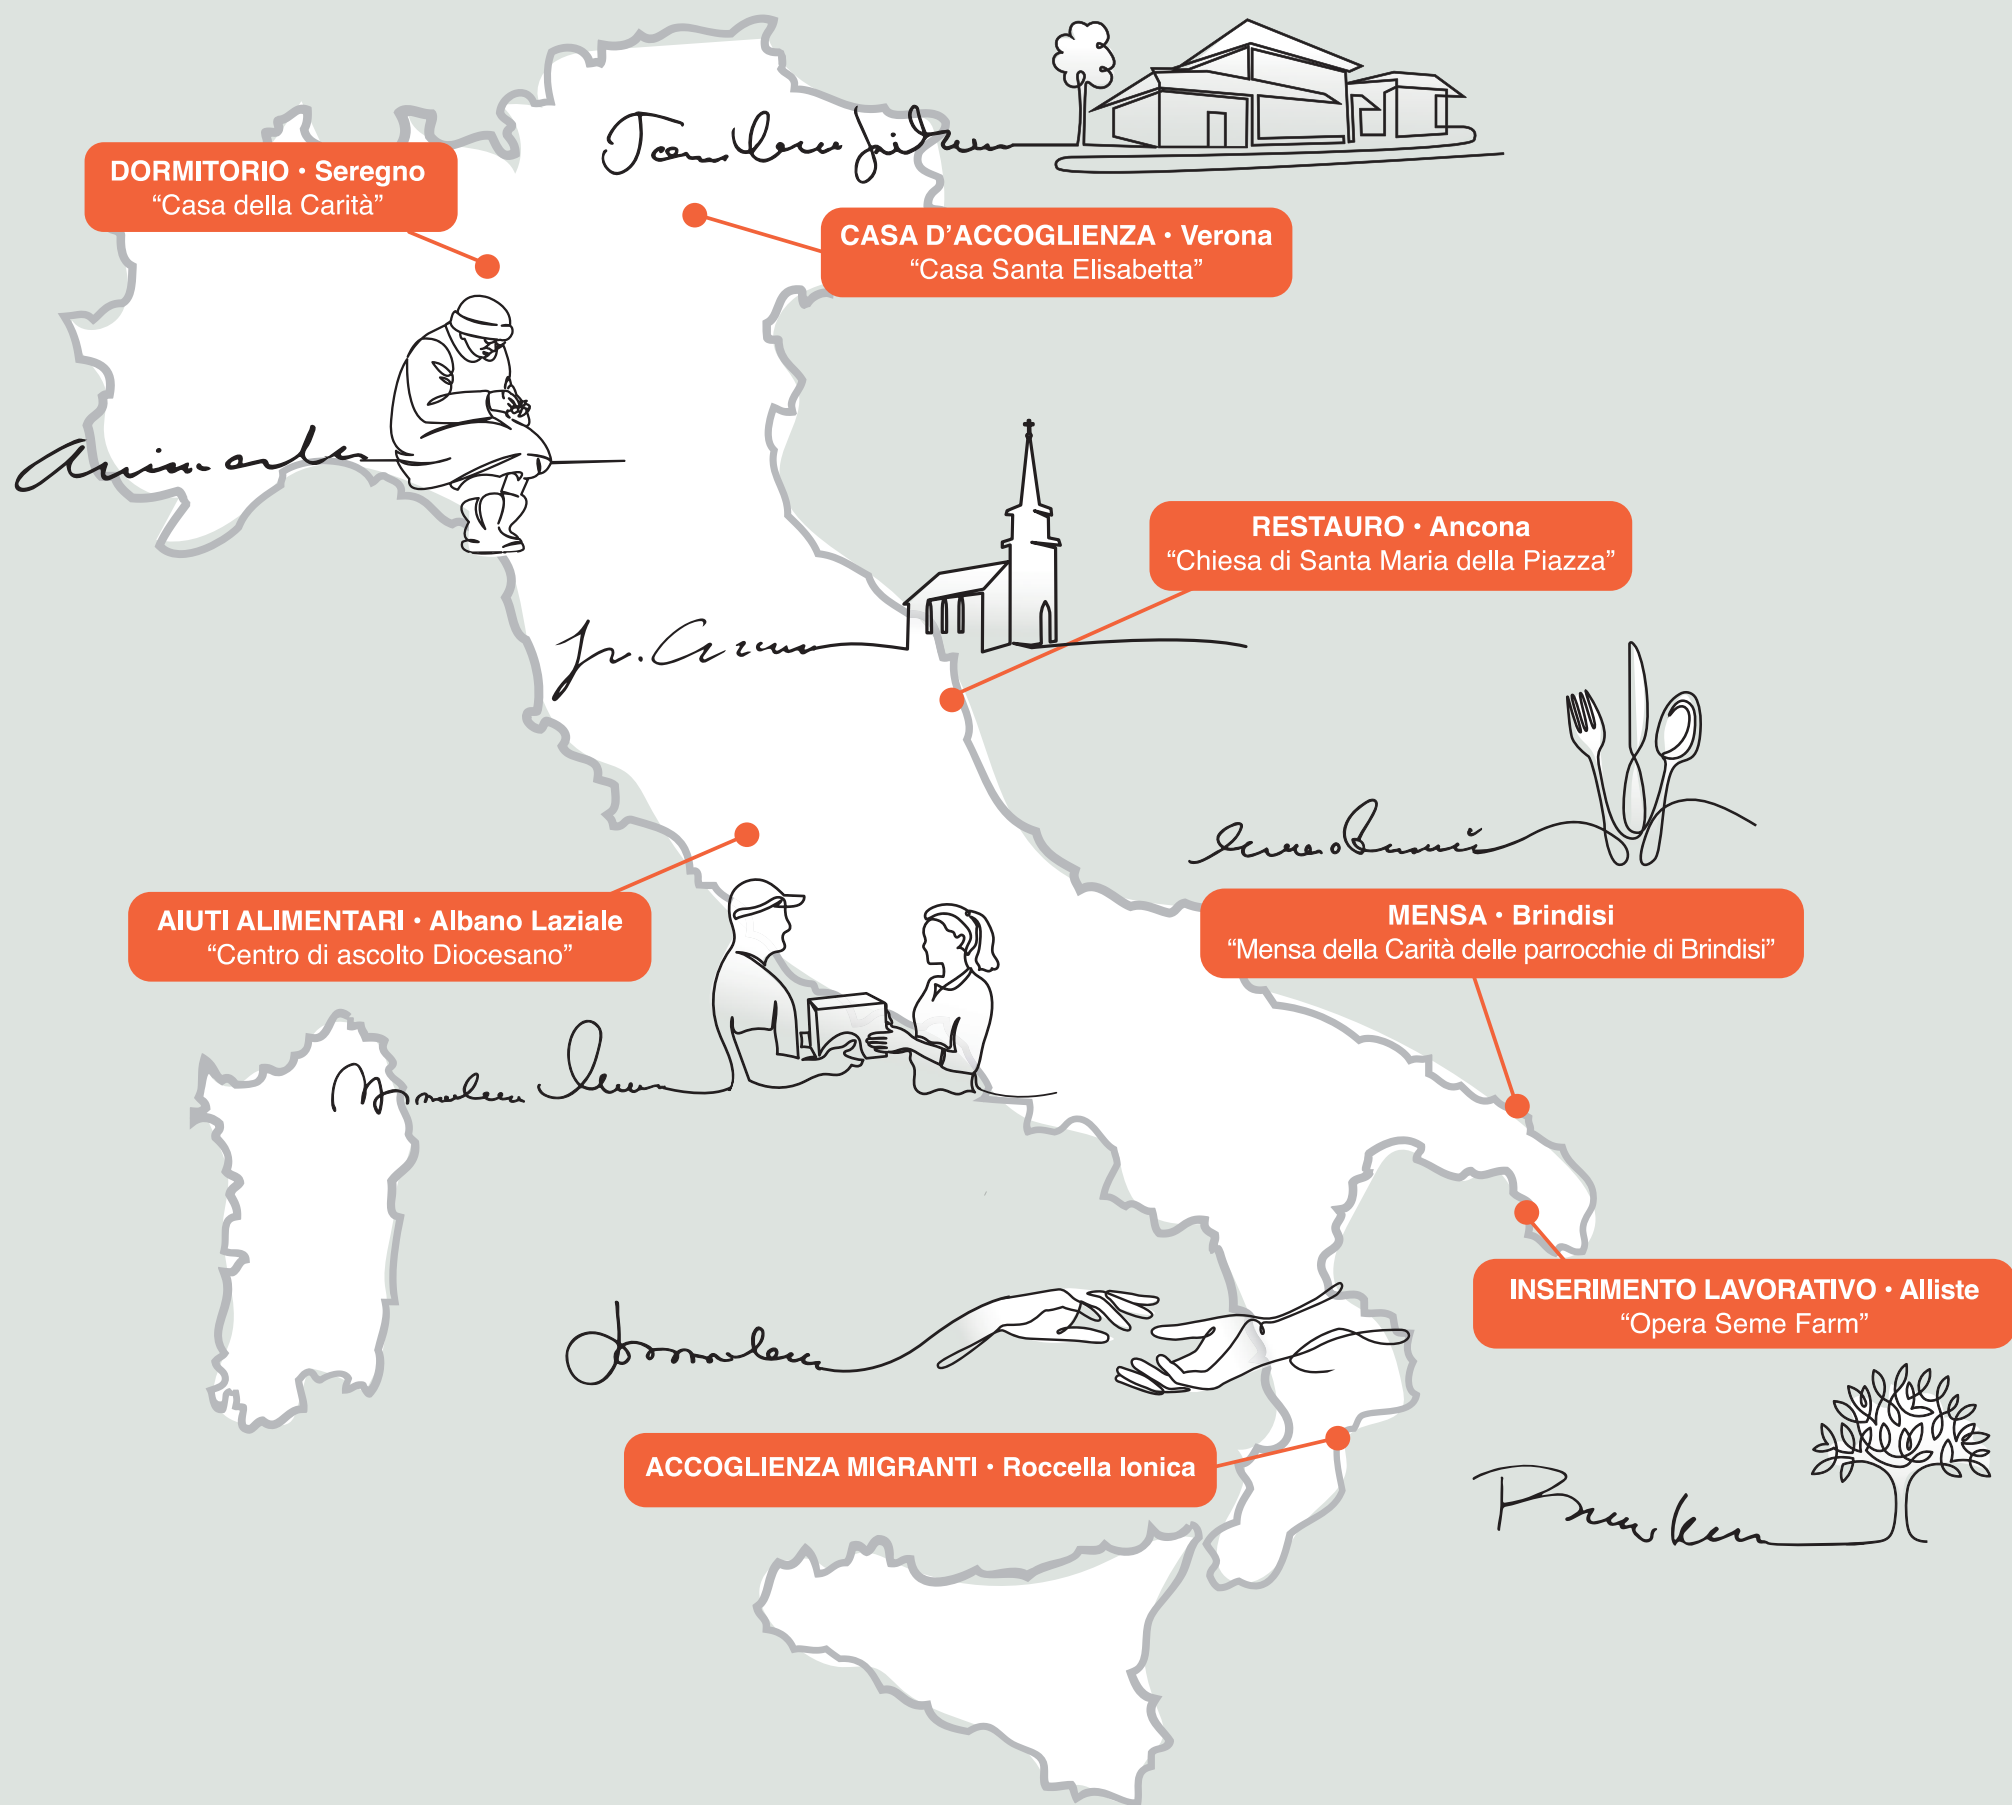 DORMITORIO • Seregno
“Casa della Carità”
CASA D’ACCOGLIENZA • Verona
“Casa Santa Elisabetta”
RESTAURO • Ancona
“Chiesa di Santa Maria della Piazza”
AIUTI ALIMENTARI • Albano Laziale
“Centro di ascolto Diocesano”
MENSA • Brindisi
“Mensa della Carità delle parrocchie di Brindisi”
INSERIMENTO LAVORATIVO • Alliste
“Opera Seme Farm”
ACCOGLIENZA MIGRANTI • Roccella Ionica